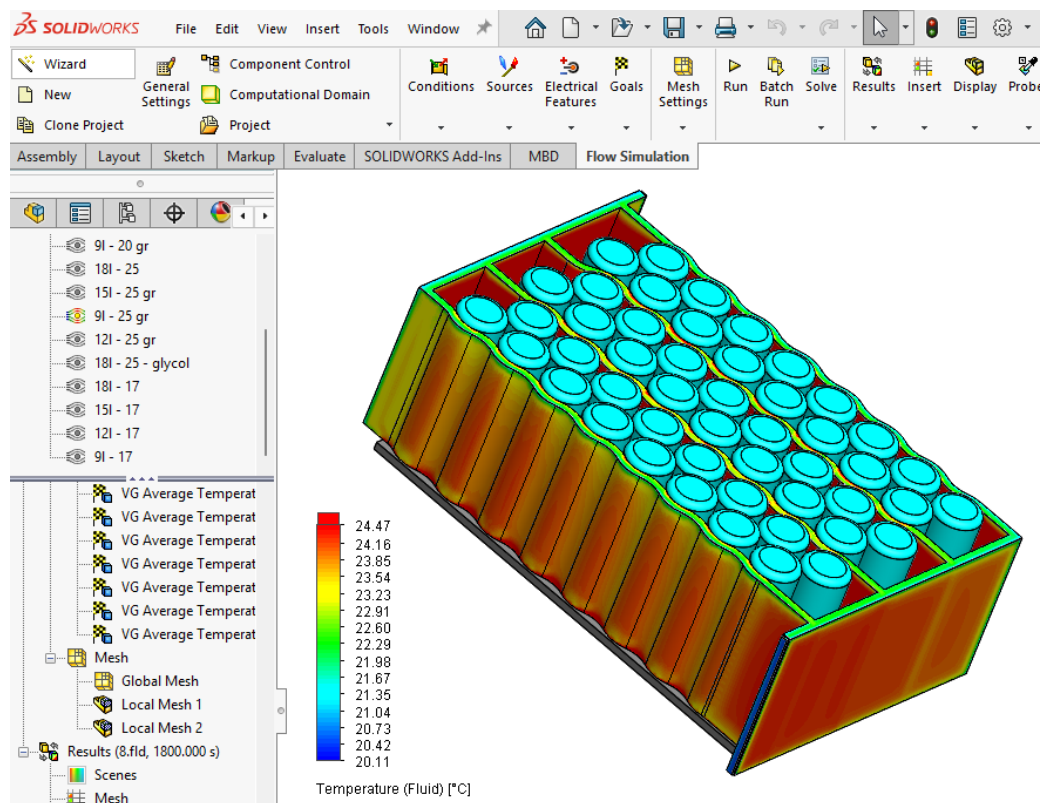 SOLIDWORKS File Edit View Insert Tools Window
Wizard
New
Clone Project
General Settings
Component Control
Computational Domain
Project
Conditions
Sources
Electrical Features
Goals
Mesh Settings
Run
Batch Run
Solve
Results
Insert
Display
Probe
Assembly Layout Sketch Markup Evaluate SOLIDWORKS Add-Ins MBD Flow Simulation
9l - 20 gr
18l - 25
15l - 25 gr
9l - 25 gr
12l - 25 gr
18l - 25 - glycol
18l - 17
15l - 17
12l - 17
9l - 17
VG Average Temperat
VG Average Temperat
VG Average Temperat
VG Average Temperat
VG Average Temperat
VG Average Temperat
VG Average Temperat
Mesh
Global Mesh
Local Mesh 1
Local Mesh 2
Results (8.fld, 1800.000 s)
Scenes
Mesh
24.47
24.16
23.85
23.54
23.23
22.91
22.60
22.29
21.98
21.67
21.35
21.04
20.73
20.42
20.11
Temperature (Fluid) [°C]